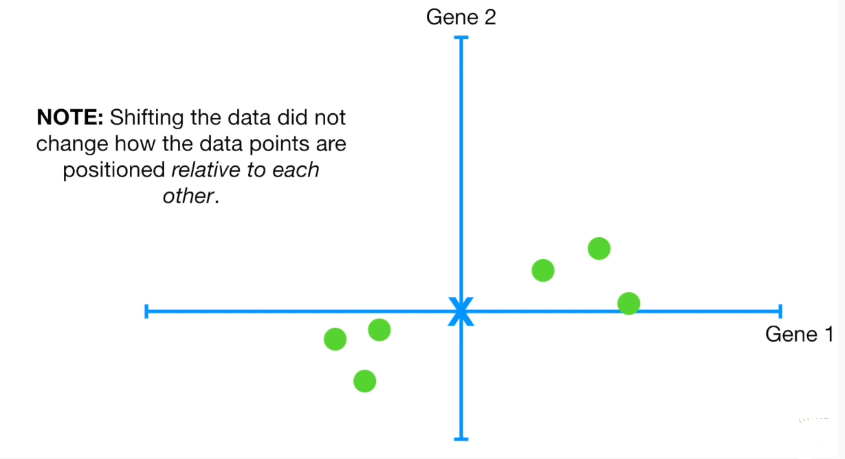 Gene 2
NOTE: Shifting the data did not
change how the data points are
positioned relative to each
other.
Gene 1